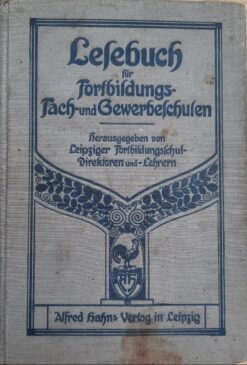 Lesebuch
für
Fortbildungs-
Fach- und Gewerbeschulen
Herausgegeben von
Leipziger Fortbildungsschul-
Direktoren und -Lehrern
Alfred Hahns Verlag in Leipzig